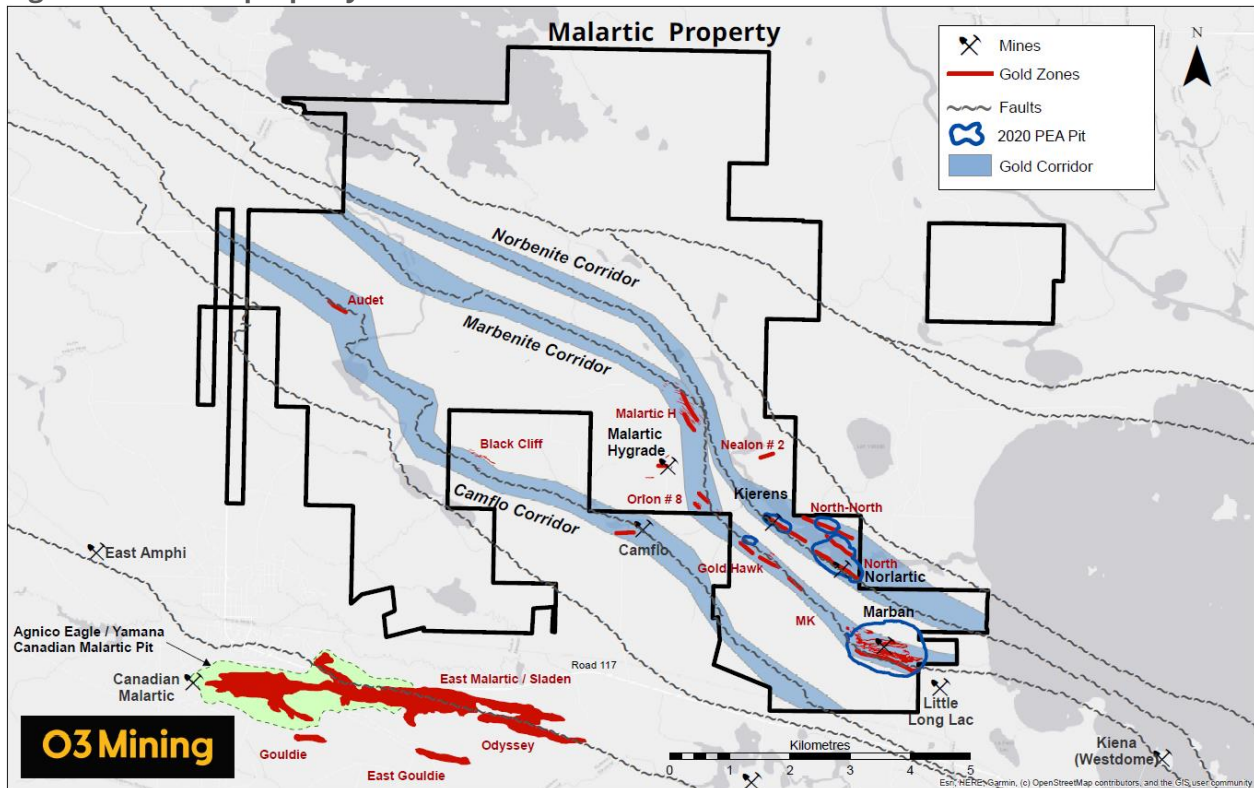 Malartic Property
N
Mines
Gold Zones
Faults
2020 PEA Pit
Gold Corridor
Norbenite Corridor
Audet
Marbenite Corridor
Malartic H
Black Cliff
Malartic
Hygrade
Nealon # 2
Orion # 8
Kierens
North-North
Camflo Corridor
Camflo
East Amphi
Gold Hawk
North
Norlartic
MK
Marban
Agnico Eagle / Yamana
Canadian Malartic Pit
Road 117
Canadian
Malartic
East Malartic / Sladen
Little
Long Lac
O3 Mining
Gouldie
Odyssey
East Gouldie
Kilometres
0 1 2 3 4 5
Kiena
(Westdome)
Esri, HERE, Garmin, (c) OpenStreetMap contributors, and the GIS user community